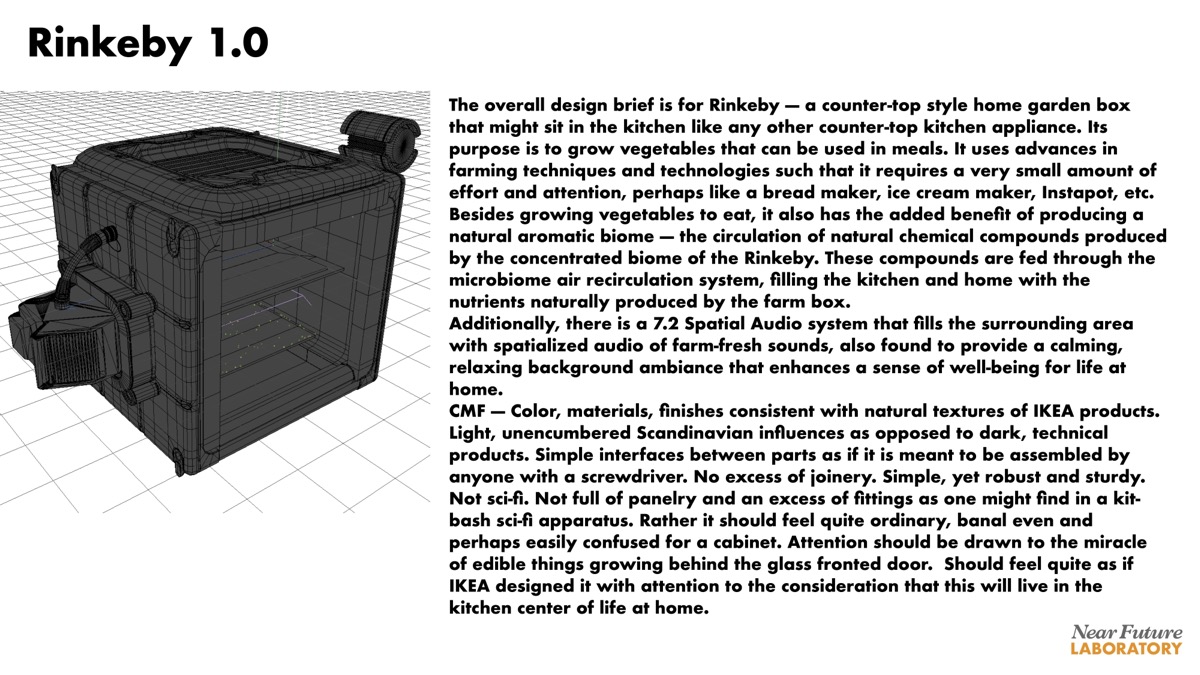 Rinkeby 1.0
The overall design brief is for Rinkeby — a counter-top style home garden box
that might sit in the kitchen like any other counter-top kitchen appliance. Its
purpose is to grow vegetables that can be used in meals. It uses advances in
farming techniques and technologies such that it requires a very small amount of
effort and attention, perhaps like a bread maker, ice cream maker, Instapot, etc.
Besides growing vegetables to eat, it also has the added benefit of producing a
natural aromatic biome — the circulation of natural chemical compounds produced
by the concentrated biome of the Rinkeby. These compounds are fed through the
microbiome air recirculation system, filling the kitchen and home with the
nutrients naturally produced by the farm box.
Additionally, there is a 7.2 Spatial Audio system that fills the surrounding area
with spatialized audio of farm-fresh sounds, also found to provide a calming,
relaxing background ambiance that enhances a sense of well-being for life at
home.
CMF — Color, materials, finishes consistent with natural textures of IKEA products.
Light, unencumbered Scandinavian influences as opposed to dark, technical
products. Simple interfaces between parts as if it is meant to be assembled by
anyone with a screwdriver. No excess of joinery. Simple, yet robust and sturdy.
Not sci-fi. Not full of panelry and an excess of fittings as one might find in a kit-
bash sci-fi apparatus. Rather it should feel quite ordinary, banal even and
perhaps easily confused for a cabinet. Attention should be drawn to the miracle
of edible things growing behind the glass fronted door.  Should feel quite as if
IKEA designed it with attention to the consideration that this will live in the
kitchen center of life at home.
Near Future
LABORATORY